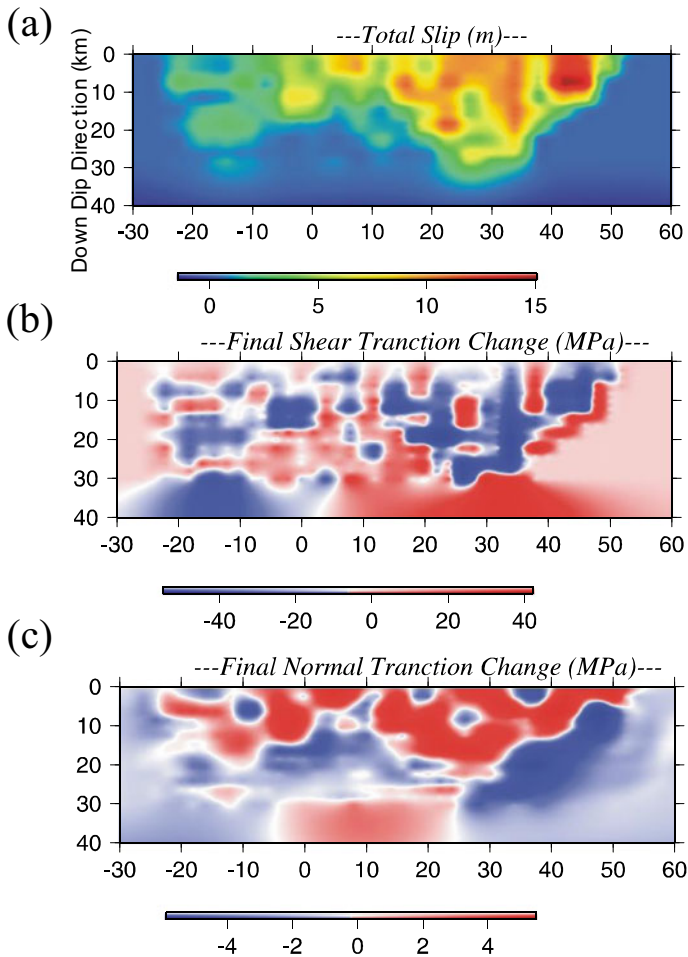 (a)
---Total Slip (m)---
Down Dip Direction (km)
0
10
20
30
40
-30 -20 -10 0 10 20 30 40 50 60
0 5 10 15
(b)
---Final Shear Tranction Change (MPa)---
0
10
20
30
40
-30 -20 -10 0 10 20 30 40 50 60
-40 -20 0 20 40
(c)
---Final Normal Tranction Change (MPa)---
0
10
20
30
40
-30 -20 -10 0 10 20 30 40 50 60
-4 -2 0 2 4